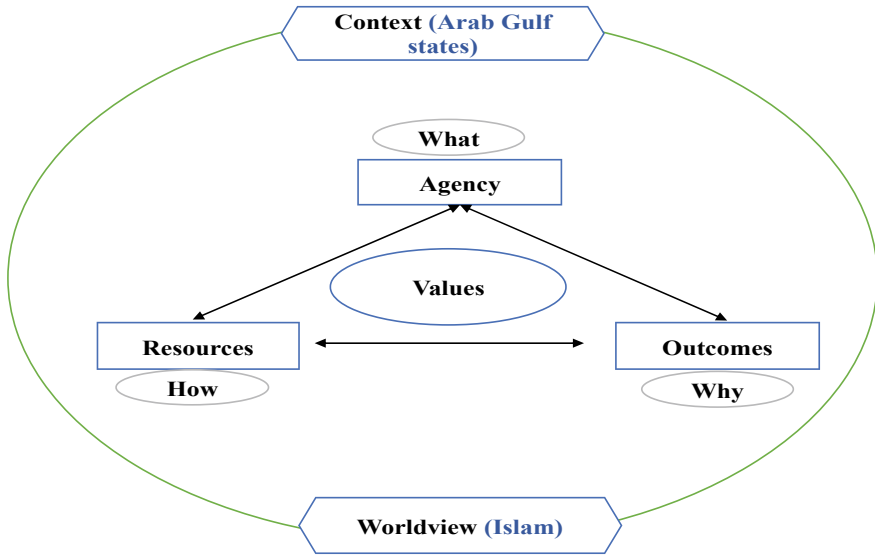 Context (Arab Gulf
states)
What
Agency
Values
Resources
Outcomes
How
Why
Worldview (Islam)